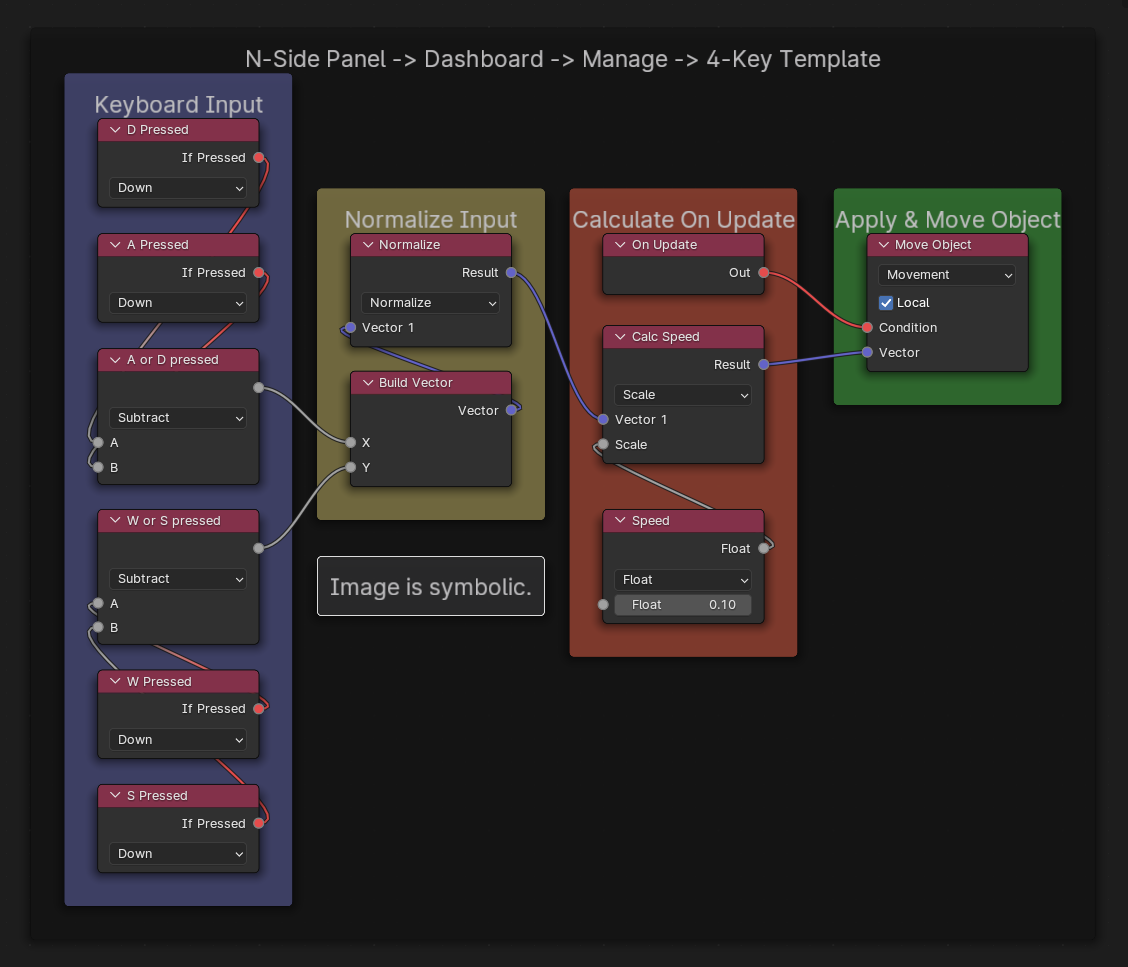 N-Side Panel -> Dashboard -> Manage -> 4-Key Template
Keyboard Input
D Pressed
If Pressed
Down
A Pressed
If Pressed
Down
A or D pressed
Subtract
A
B
W or S pressed
Subtract
A
B
W Pressed
If Pressed
Down
S Pressed
If Pressed
Down
Normalize Input
Normalize
Result
Normalize
Vector 1
Build Vector
Vector
X
Y
Image is symbolic.
Calculate On Update
On Update
Out
Calc Speed
Result
Scale
Vector 1
Scale
Speed
Float
Float
Float 0.10
Apply & Move Object
Move Object
Movement
Local
Condition
Vector